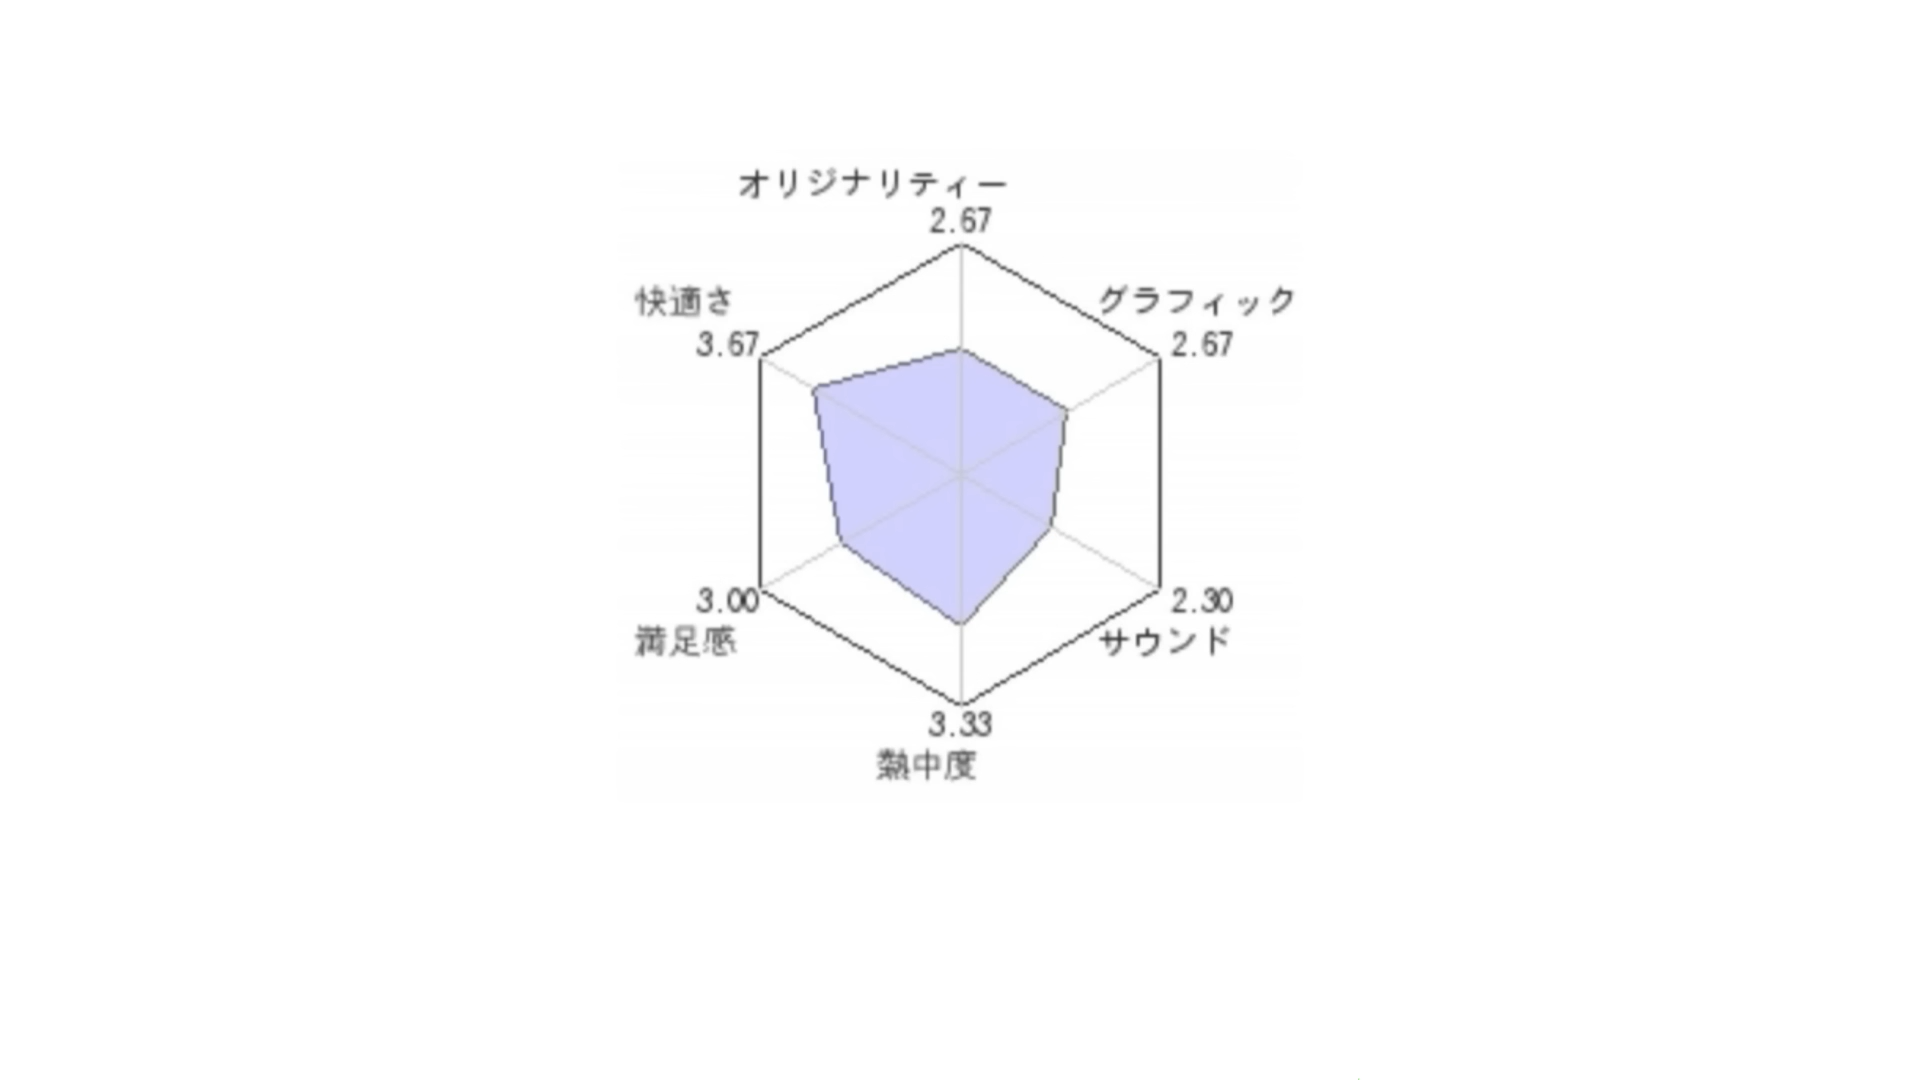 オリジナリティー
2.67
快適さ
3.67
グラフィック
2.67
3.00
満足感
2.30
サウンド
3.33
熱中度